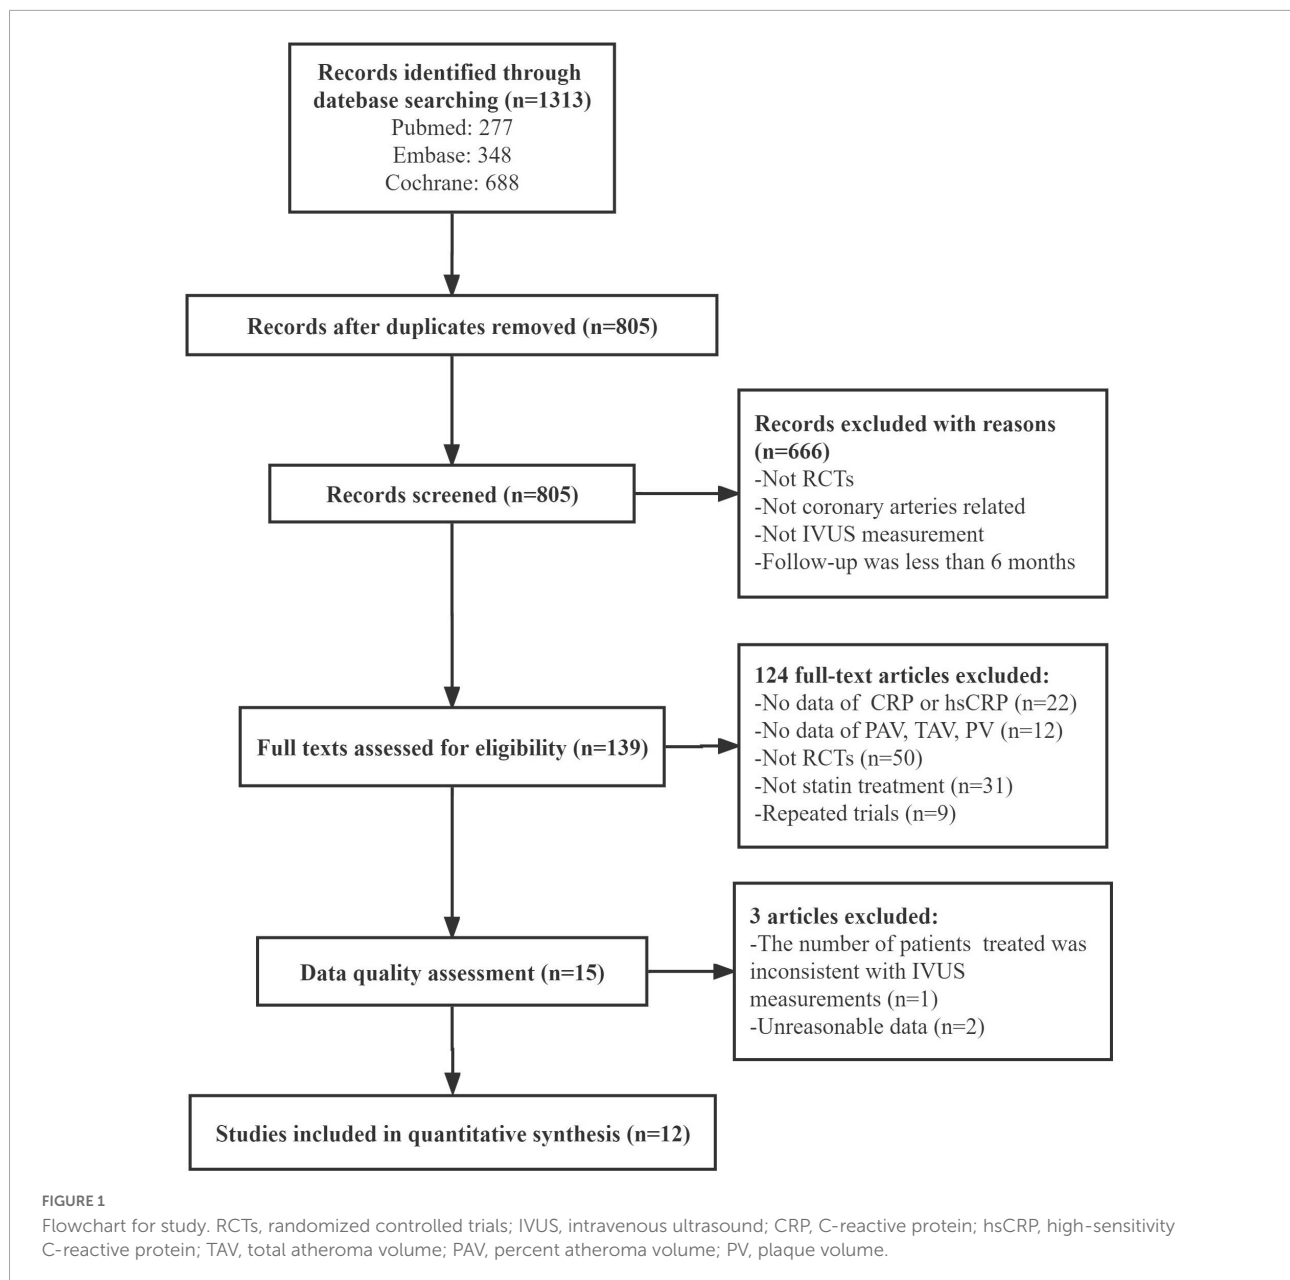 Records identified through
datebase searching (n=1313)
Pubmed: 277
Embase: 348
Cochrane: 688
Records after duplicates removed (n=805)
Records screened (n=805)
Records excluded with reasons
(n=666)
-Not RCTs
-Not coronary arteries related
-Not IVUS measurement
-Follow-up was less than 6 months
Full texts assessed for eligibility (n=139)
124 full-text articles excluded:
-No data of  CRP or hsCRP (n=22)
-No data of PAV, TAV, PV (n=12)
-Not RCTs (n=50)
-Not statin treatment (n=31)
-Repeated trials (n=9)
Data quality assessment (n=15)
3 articles excluded:
-The number of patients  treated was
inconsistent with IVUS
measurements (n=1)
-Unreasonable data (n=2)
Studies included in quantitative synthesis (n=12)
FIGURE 1
Flowchart for study. RCTs, randomized controlled trials; IVUS, intravenous ultrasound; CRP, C-reactive protein; hsCRP, high-sensitivity
C-reactive protein; TAV, total atheroma volume; PAV, percent atheroma volume; PV, plaque volume.